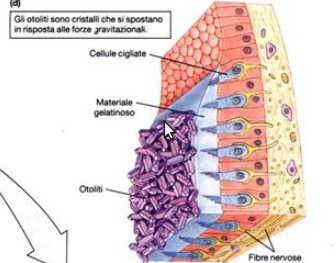 (d)
Gli otoliti sono cristalli che si spostano
in risposta alle forze gravitazionali.
Cellule cigliate
Materiale
gelatinoso
Otoliti
Fibre nervose